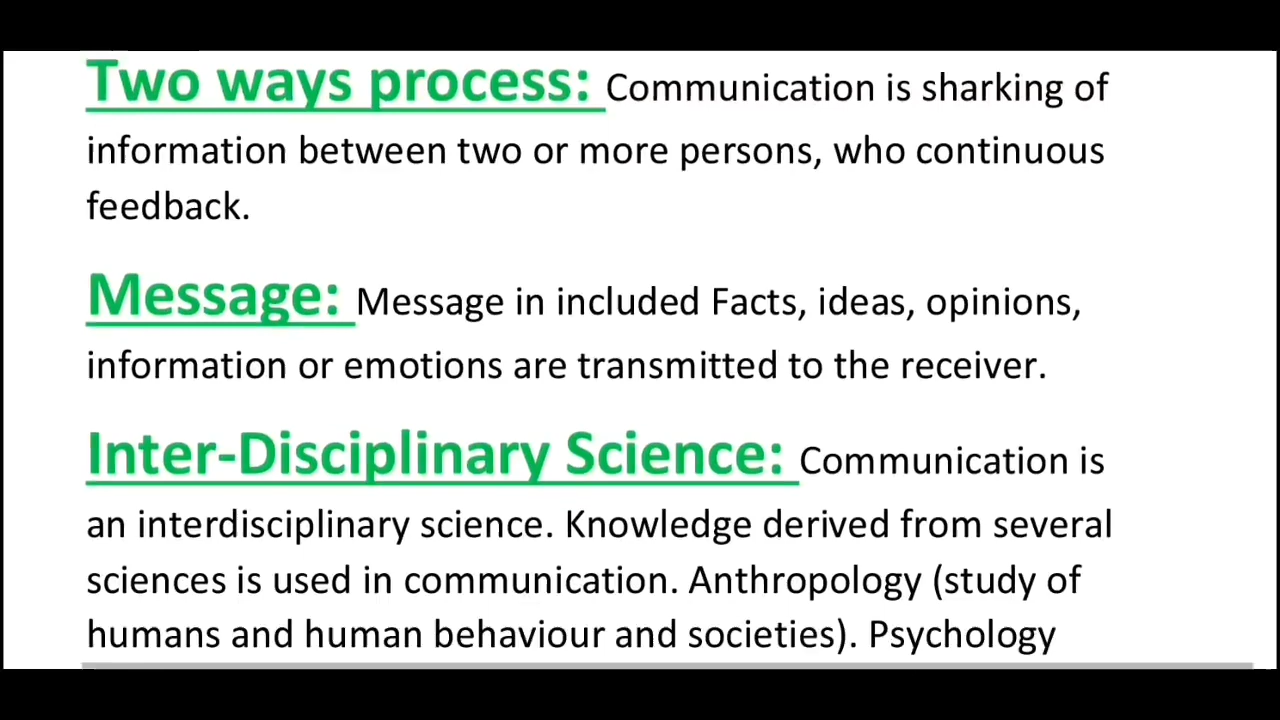 Two ways process: Communication is sharking of
information between two or more persons, who continuous
feedback.
Message: Message in included Facts, ideas, opinions,
information or emotions are transmitted to the receiver.
Inter-Disciplinary Science: Communication is
an interdisciplinary science. Knowledge derived from several
sciences is used in communication. Anthropology (study of
humans and human behaviour and societies). Psychology